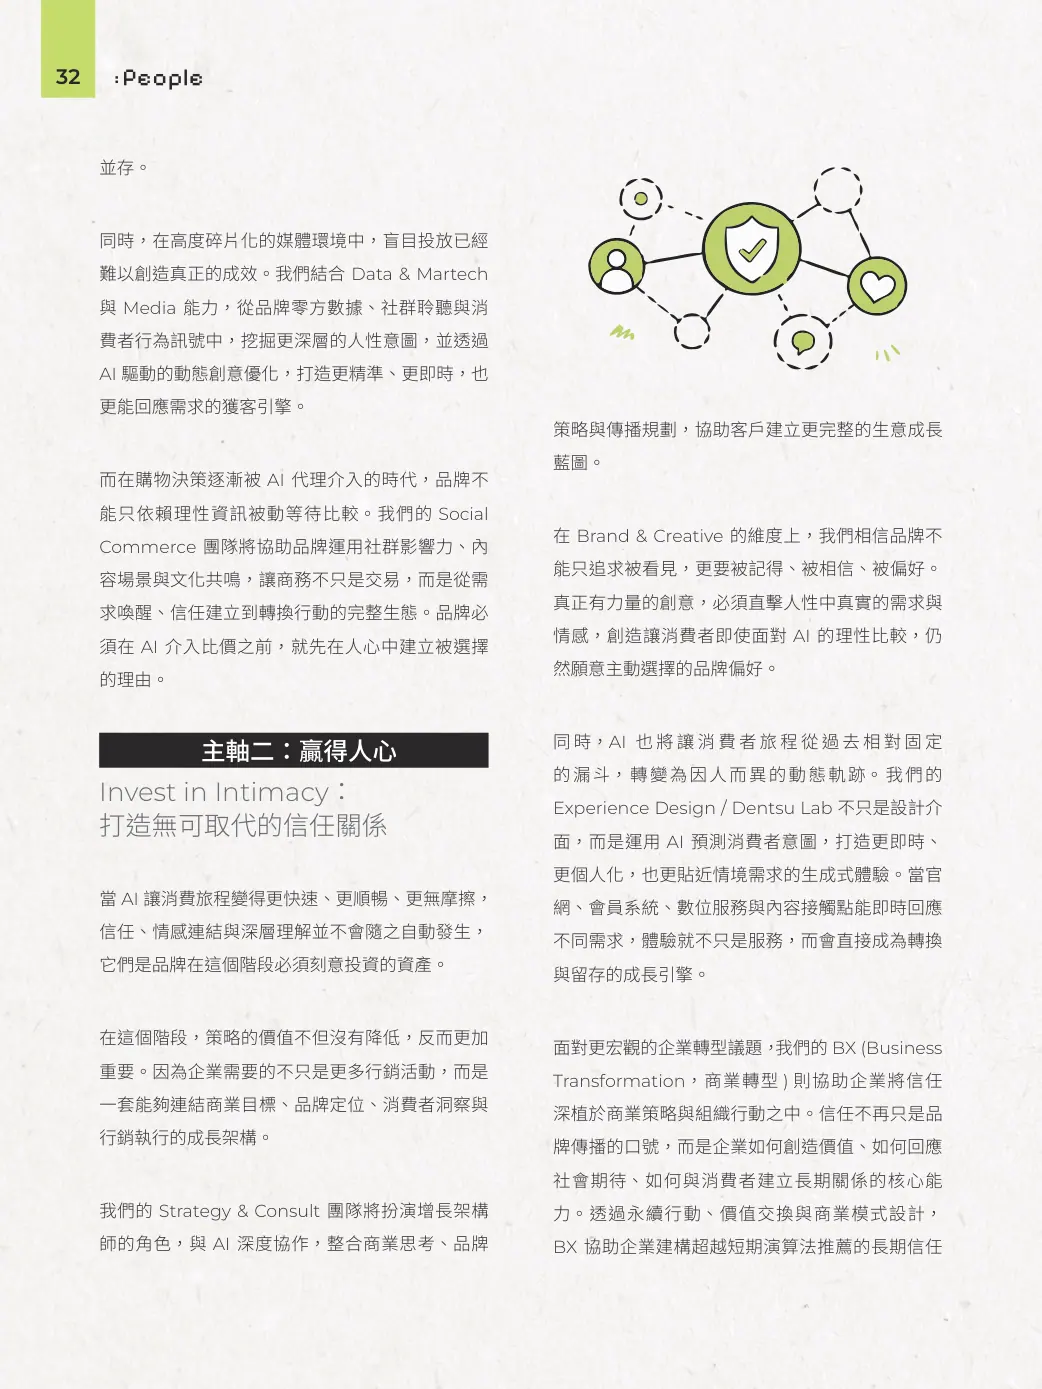 32
:People
並存。
同時，在高度碎片化的媒體環境中，盲目投放已經
難以創造真正的成效。我們結合 Data & Martech
與 Media 能力，從品牌零方數據、社群聆聽與消
費者行為訊號中，挖掘更深層的人性意圖，並透過
AI 驅動的動態創意優化，打造更精準、更即時，也
更能回應需求的獲客引擎。
而在購物決策逐漸被 AI 代理介入的時代，品牌不
能只依賴理性資訊被動等待比較。我們的 Social
Commerce 團隊將協助品牌運用社群影響力、內
容場景與文化共鳴，讓商務不只是交易，而是從需
求喚醒、信任建立到轉換行動的完整生態。品牌必
須在 AI 介入比價之前，就先在人心中建立被選擇
的理由。
主軸二：贏得人心
Invest in Intimacy：
打造無可取代的信任關係
當 AI 讓消費旅程變得更快速、更順暢、更無摩擦，
信任、情感連結與深層理解並不會隨之自動發生，
它們是品牌在這個階段必須刻意投資的資產。
在這個階段，策略的價值不但沒有降低，反而更加
重要。因為企業需要的不只是更多行銷活動，而是
一套能夠連結商業目標、品牌定位、消費者洞察與
行銷執行的成長架構。
我們的 Strategy & Consult 團隊將扮演增長架構
師的角色，與 AI 深度協作，整合商業思考、品牌
策略與傳播規劃，協助客戶建立更完整的生意成長
藍圖。
在 Brand & Creative 的維度上，我們相信品牌不
能只追求被看見，更要被記得、被相信、被偏好。
真正有力量的創意，必須直擊人性中真實的需求與
情感，創造讓消費者即使面對 AI 的理性比較，仍
然願意主動選擇的品牌偏好。
同時，AI 也將讓消費者旅程從過去相對固定
的漏斗，轉變為因人而異的動態軌跡。我們的
Experience Design / Dentsu Lab 不只是設計介
面，而是運用 AI 預測消費者意圖，打造更即時、
更個人化，也更貼近情境需求的生成式體驗。當官
網、會員系統、數位服務與內容接觸點能即時回應
不同需求，體驗就不只是服務，而會直接成為轉換
與留存的成長引擎。
面對更宏觀的企業轉型議題，我們的 BX (Business
Transformation，商業轉型 ) 則協助企業將信任
深植於商業策略與組織行動之中。信任不再只是品
牌傳播的口號，而是企業如何創造價值、如何回應
社會期待、如何與消費者建立長期關係的核心能
力。透過永續行動、價值交換與商業模式設計，
BX 協助企業建構超越短期演算法推薦的長期信任